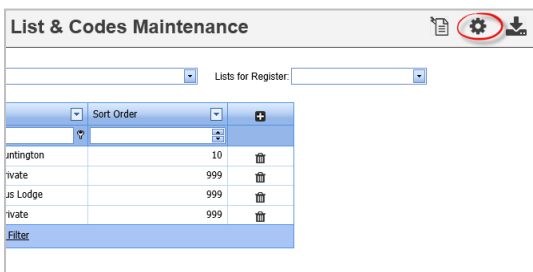 List & Codes Maintenance
Lists for Register:
Sort Order
untington 10
rivate 999
us Lodge 999
rivate 999
Filter